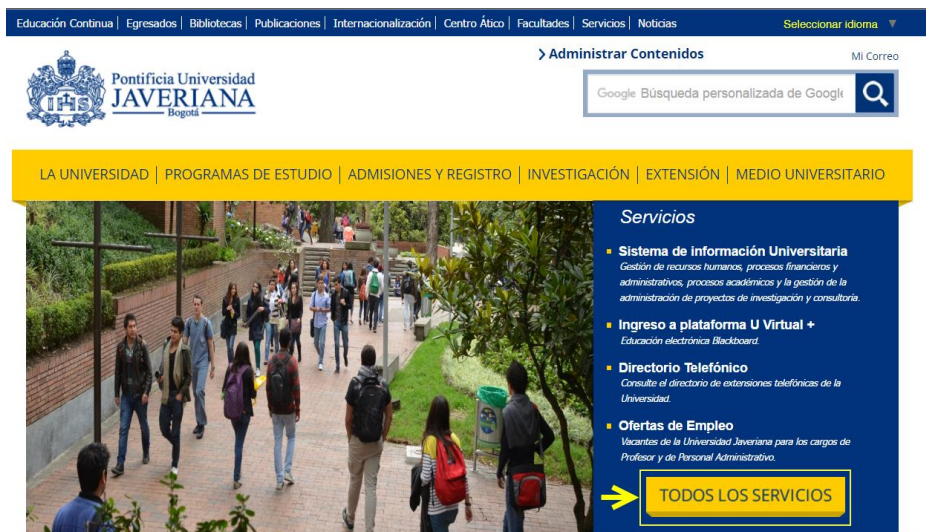 Educación Continua | Egresados | Bibliotecas | Publicaciones | Internacionalización | Centro Ático | Facultades | Servicios | Noticias
Seleccionar idioma ▼
Administrar Contenidos
Mi Correo
Pontificia Universidad
JAVERIANA
Bogotá
IHS
Google Búsqueda personalizada de Google
LA UNIVERSIDAD | PROGRAMAS DE ESTUDIO | ADMISIONES Y REGISTRO | INVESTIGACIÓN | EXTENSIÓN | MEDIO UNIVERSITARIO
Servicios
Sistema de información Universitaria
Gestión de recursos humanos, procesos financieros y
administrativos, procesos académicos y la gestión de la
administración de proyectos de investigación y consultoría.
Ingreso a plataforma U Virtual +
Educación electrónica Blackboard.
Directorio Telefónico
Consulte el directorio de extensiones telefónicas de la
Universidad.
Ofertas de Empleo
Vacantes de la Universidad Javeriana para los cargos de
Profesor y de Personal Administrativo.
TODOS LOS SERVICIOS